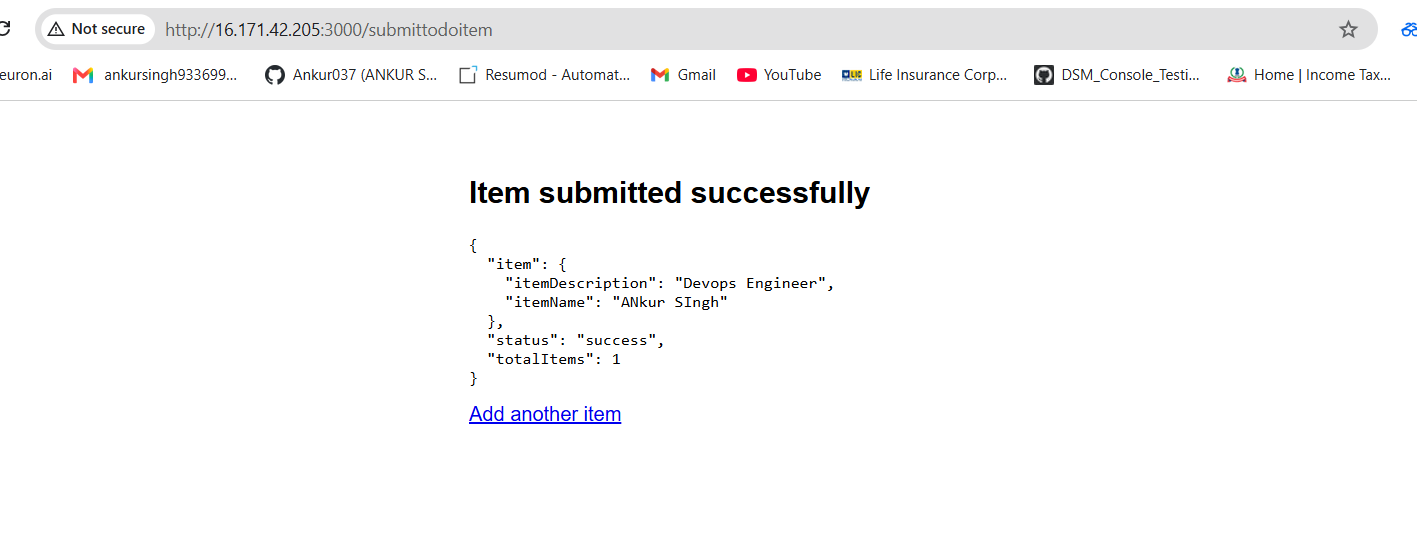 Not secure http://16.171.42.205:3000/submittodoitem
euron.ai ankursingh933699... Ankur037 (ANKUR S... Resumod - Automat... Gmail YouTube LIC Life Insurance Corp... DSM_Console_Testi... Home | Income Tax...
Item submitted successfully
{
"item": {
"itemDescription": "Devops Engineer",
"itemName": "ANkur SIngh"
},
"status": "success",
"totalItems": 1
}
Add another item